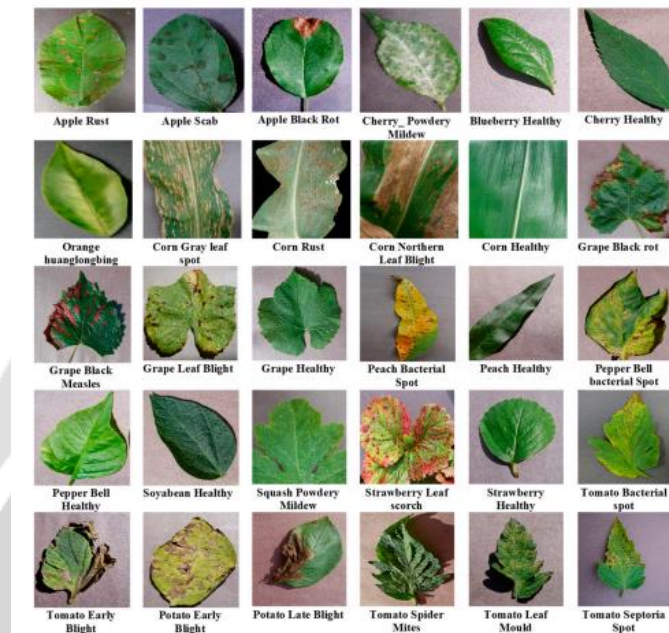 Apple Rust
Apple Scab
Apple Black Rot
Cherry_ Powdery
Mildew
Blueberry Healthy
Cherry Healthy
Orange
huanglongbing
Corn Gray leaf
spot
Corn Rust
Corn Northern
Leaf Blight
Corn Healthy
Grape Black rot
Grape Black
Measles
Grape Leaf Blight
Grape Healthy
Peach Bacterial
Spot
Peach Healthy
Pepper Bell
bacterial Spot
Pepper Bell
Healthy
Soyabean Healthy
Squash Powdery
Mildew
Strawberry Leaf
scorch
Strawberry
Healthy
Tomato Bacterial
spot
Tomato Early
Blight
Potato Early
Blight
Potato Late Blight
Tomato Spider
Mites
Tomato Leaf
Mould
Tomato Septoria
Spot